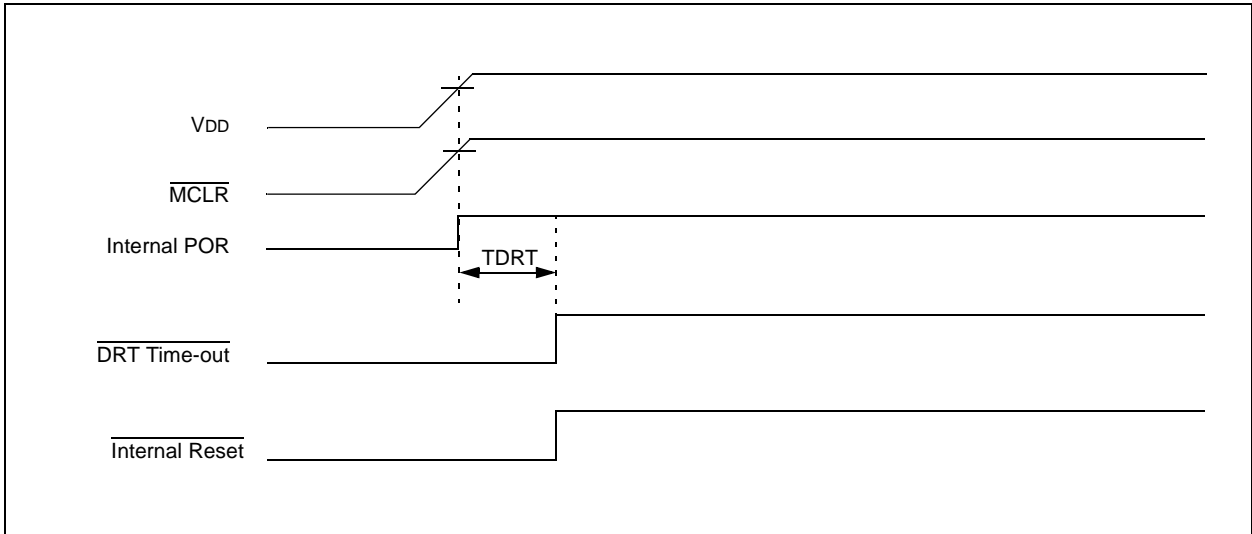 VDD
MCLR
Internal POR
TDRT
DRT Time-out
Internal Reset